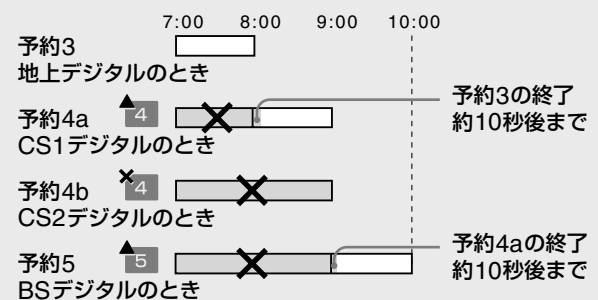 7:00 8:00 9:00 10:00
予約3
地上デジタルのとき
予約4a 4
CS1デジタルのとき
予約3の終了
約10秒後まで
予約4b 4
CS2デジタルのとき
予約5 5
BSデジタルのとき
予約4aの終了
約10秒後まで